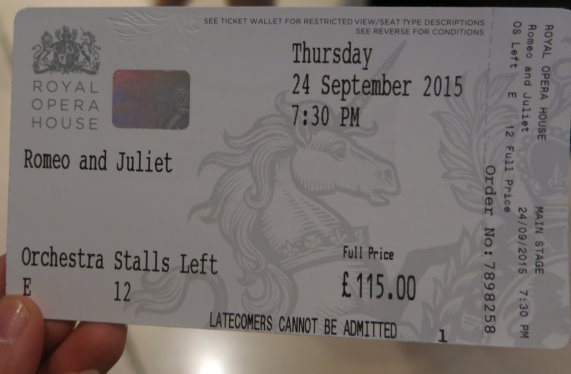 SEE TICKET WALLET FOR RESTRICTED VIEW/SEAT TYPE DESCRIPTIONS
SEE REVERSE FOR CONDITIONS
ROYAL
OPERA
HOUSE
Thursday
24 September 2015
7:30 PM
Romeo and Juliet
Orchestra Stalls Left
E 12
Full Price
£115.00
LATECOMERS CANNOT BE ADMITTED 1
ROYAL OPERA HOUSE MAIN STAGE
Romeo and Juliet 24/09/2015 7:30 PM
OS Left E 12 Full Price
Order No:7898258